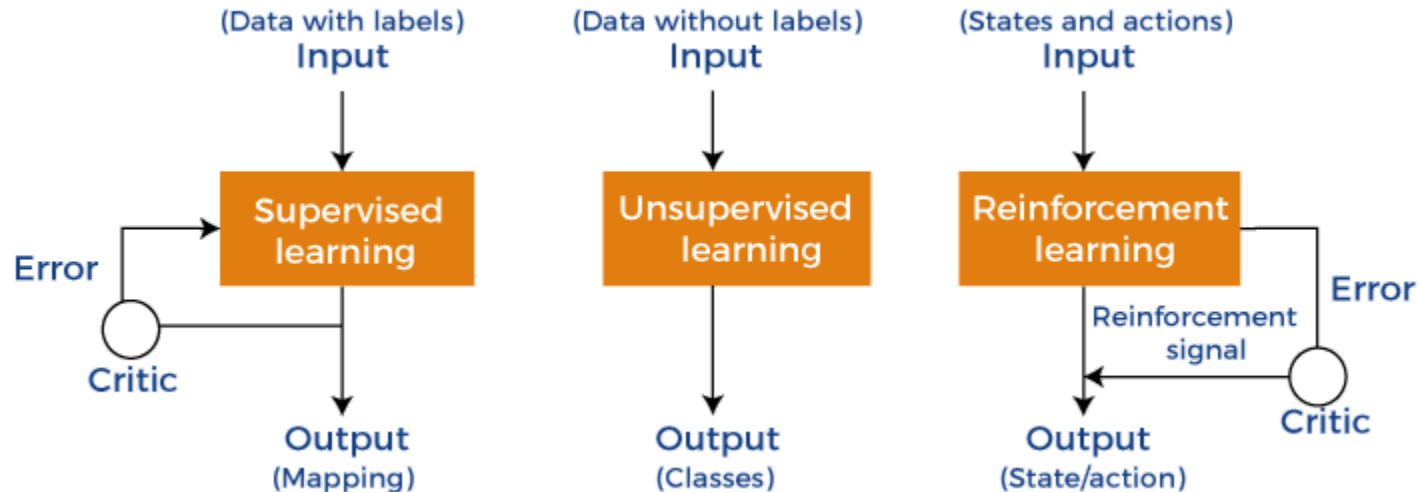 (Data with labels)
Input
Supervised
learning
Error
Critic
Output
(Mapping)
(Data without labels)
Input
Unsupervised
learning
Output
(Classes)
(States and actions)
Input
Reinforcement
learning
Error
Reinforcement
signal
Critic
Output
(State/action)